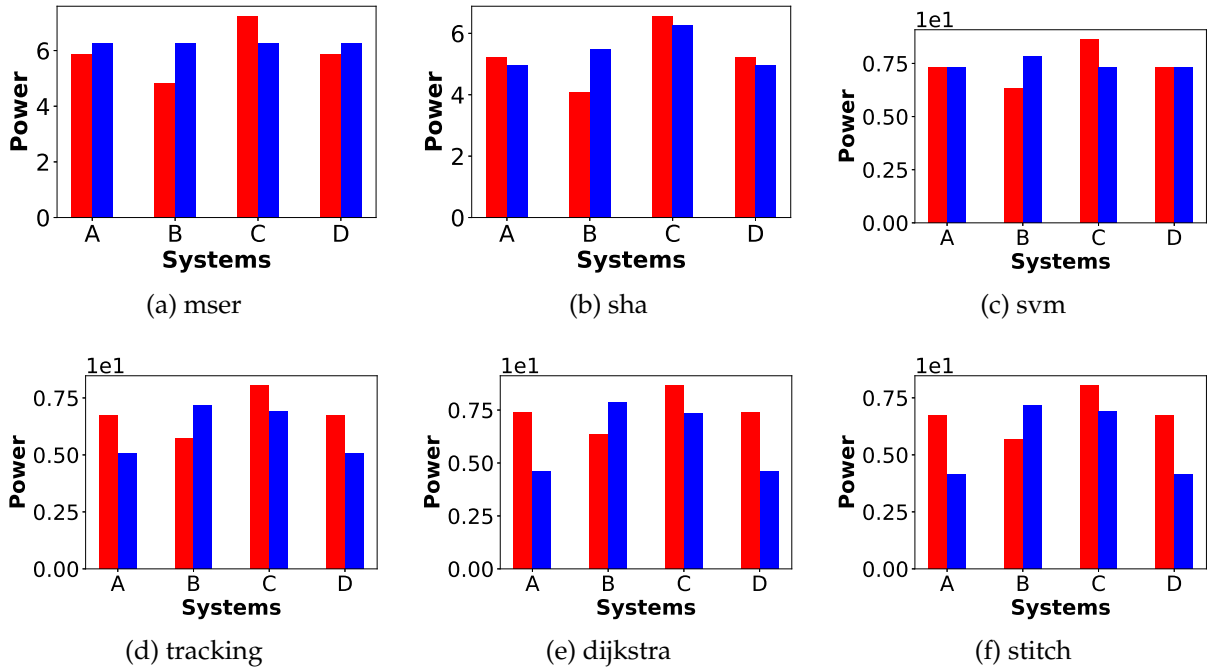 Power
6
4
2
0
A B C D
Systems
(a) mser
Power
6
4
2
0
A B C D
Systems
(b) sha
1e1
Power
0.75
0.50
0.25
0.00
A B C D
Systems
(c) svm
1e1
Power
0.75
0.50
0.25
0.00
A B C D
Systems
(d) tracking
1e1
Power
0.75
0.50
0.25
0.00
A B C D
Systems
(e) dijkstra
1e1
Power
0.75
0.50
0.25
0.00
A B C D
Systems
(f) stitch